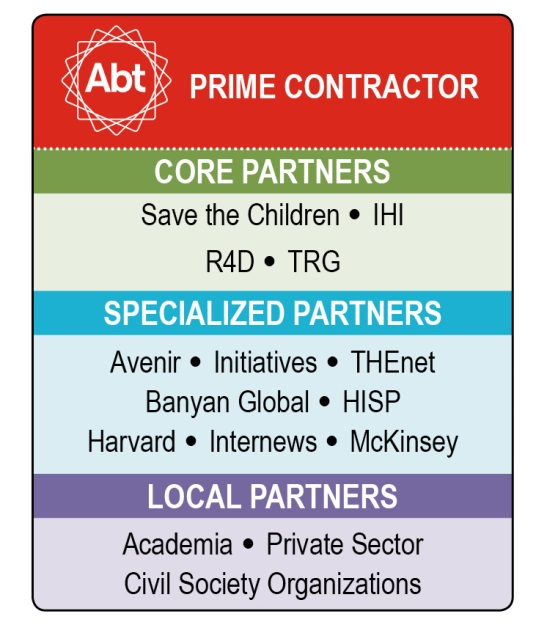 Abt PRIME CONTRACTOR
CORE PARTNERS
Save the Children • IHI
R4D • TRG
SPECIALIZED PARTNERS
Avenir • Initiatives • THEnet
Banyan Global • HISP
Harvard • Internews • McKinsey
LOCAL PARTNERS
Academia • Private Sector
Civil Society Organizations